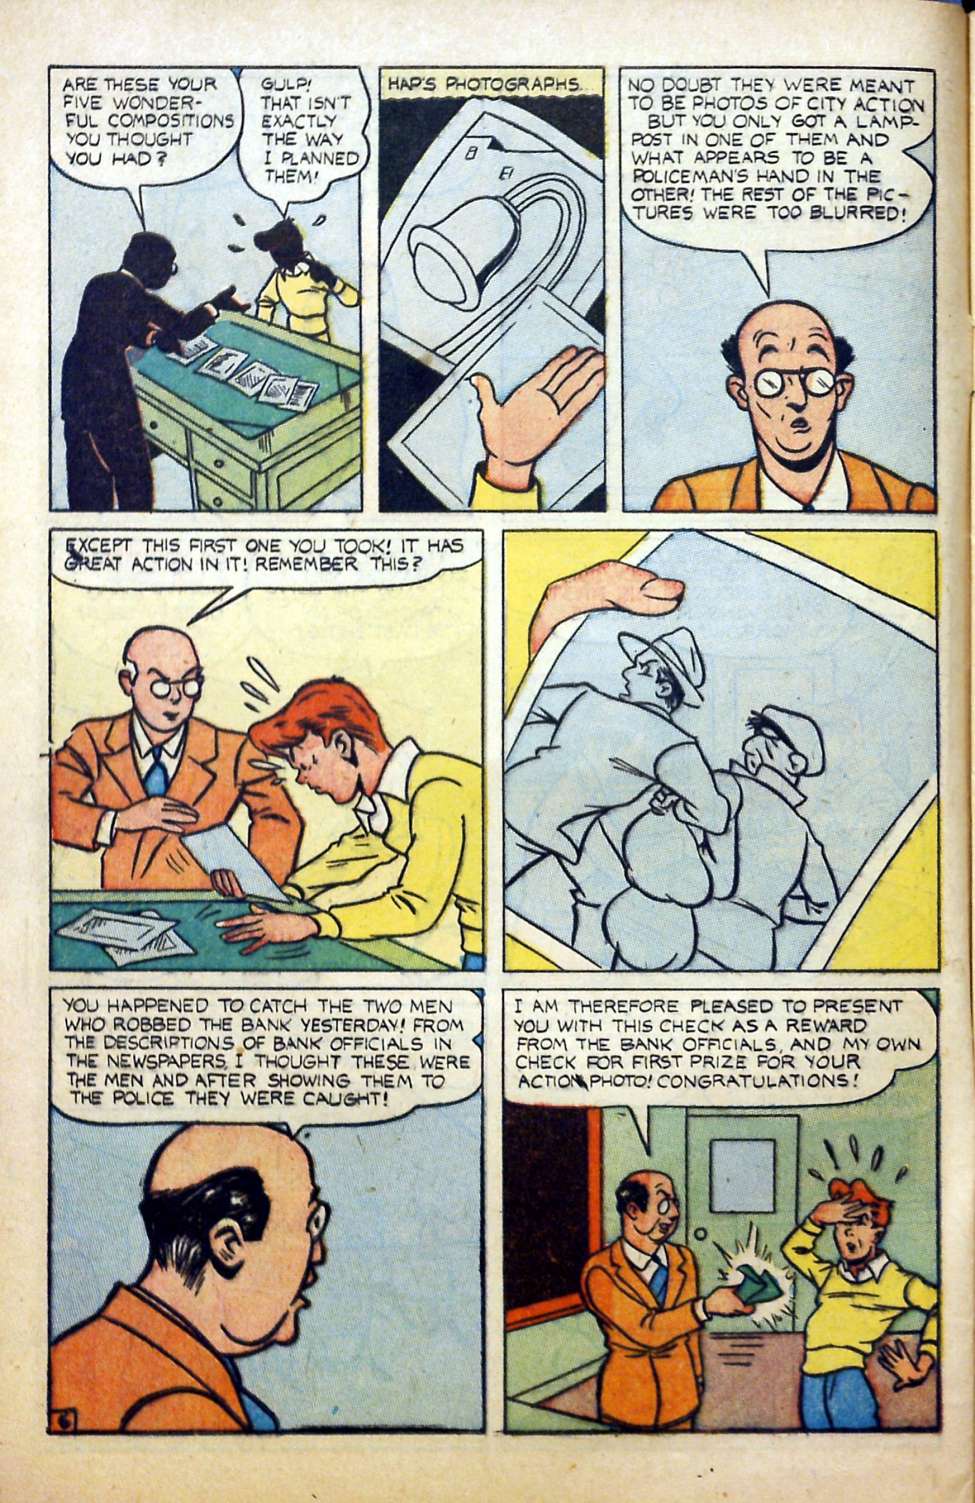 ARE THESE YOUR
FIVE WONDER-
FUL COMPOSITIONS
YOU THOUGHT
YOU HAD?
GULP!
THAT ISN'T
EXACTLY
THE WAY
I PLANNED
THEM!
HAP'S PHOTOGRAPHS...
NO DOUBT THEY WERE MEANT
TO BE PHOTOS OF CITY ACTION
BUT YOU ONLY GOT A LAMP-
POST IN ONE OF THEM AND
WHAT APPEARS TO BE A
POLICEMAN'S HAND IN THE
OTHER! THE REST OF THE PIC-
TURES WERE TOO BLURRED!
EXCEPT THIS FIRST ONE YOU TOOK! IT HAS
GREAT ACTION IN IT! REMEMBER THIS?
YOU HAPPENED TO CATCH THE TWO MEN
WHO ROBBED THE BANK YESTERDAY! FROM
THE DESCRIPTIONS OF BANK OFFICIALS IN
THE NEWSPAPERS, I THOUGHT THESE WERE
THE MEN AND AFTER SHOWING THEM TO
THE POLICE THEY WERE CAUGHT!
6
I AM THEREFORE PLEASED TO PRESENT
YOU WITH THIS CHECK AS A REWARD
FROM THE BANK OFFICIALS, AND MY OWN
CHECK FOR FIRST PRIZE FOR YOUR
ACTION PHOTO! CONGRATULATIONS!